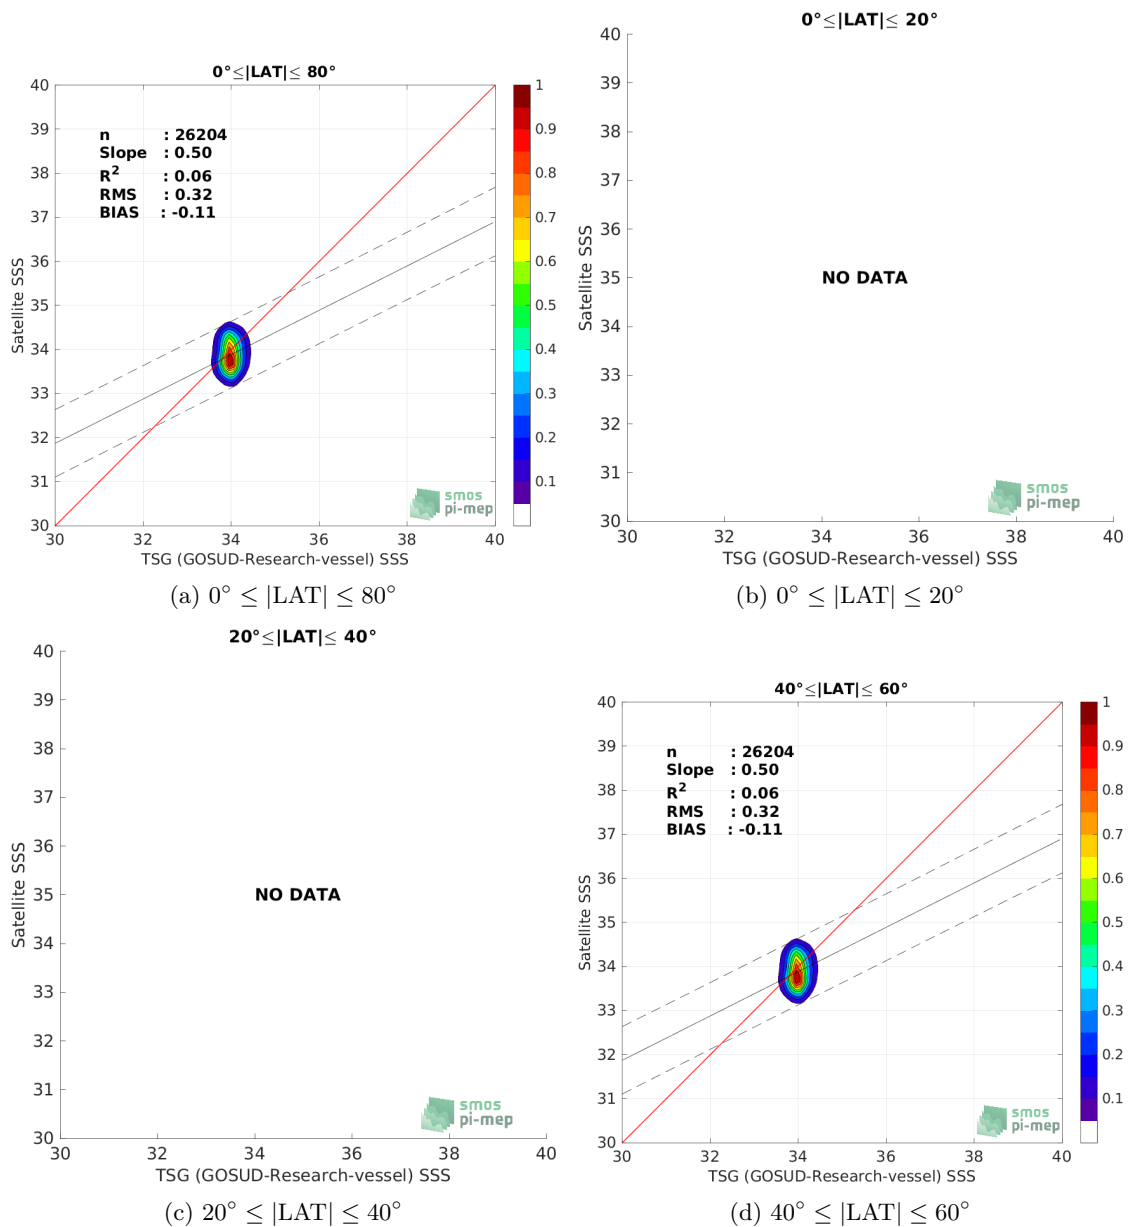 0°≤|LAT|≤ 80°
40
39
38
37
36
35
34
33
32
31
30
Satellite SSS
n : 26204
Slope : 0.50
R² : 0.06
RMS : 0.32
BIAS : -0.11
smos
pi-mep
30 32 34 36 38 40
TSG (GOSUD-Research-vessel) SSS
1
0.9
0.8
0.7
0.6
0.5
0.4
0.3
0.2
0.1
(a) 0° ≤ |LAT| ≤ 80°
0°≤|LAT|≤ 20°
40
39
38
37
36
35
34
33
32
31
30
Satellite SSS
NO DATA
smos
pi-mep
30 32 34 36 38 40
TSG (GOSUD-Research-vessel) SSS
(b) 0° ≤ |LAT| ≤ 20°
20°≤|LAT|≤ 40°
40
39
38
37
36
35
34
33
32
31
30
Satellite SSS
NO DATA
smos
pi-mep
30 32 34 36 38 40
TSG (GOSUD-Research-vessel) SSS
(c) 20° ≤ |LAT| ≤ 40°
40°≤|LAT|≤ 60°
40
39
38
37
36
35
34
33
32
31
30
Satellite SSS
n : 26204
Slope : 0.50
R² : 0.06
RMS : 0.32
BIAS : -0.11
smos
pi-mep
30 32 34 36 38 40
TSG (GOSUD-Research-vessel) SSS
1
0.9
0.8
0.7
0.6
0.5
0.4
0.3
0.2
0.1
(d) 40° ≤ |LAT| ≤ 60°